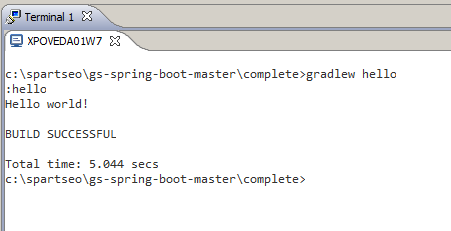 Terminal 1
XPOVEDA01W7
c:\spartseo\gs-spring-boot-master\complete>gradlew hello
:hello
Hello world!
BUILD SUCCESSFUL
Total time: 5.044 secs
c:\spartseo\gs-spring-boot-master\complete>